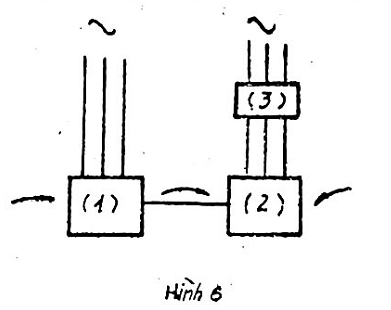 ~ ~
(3)
(1) (2)
Hình 6